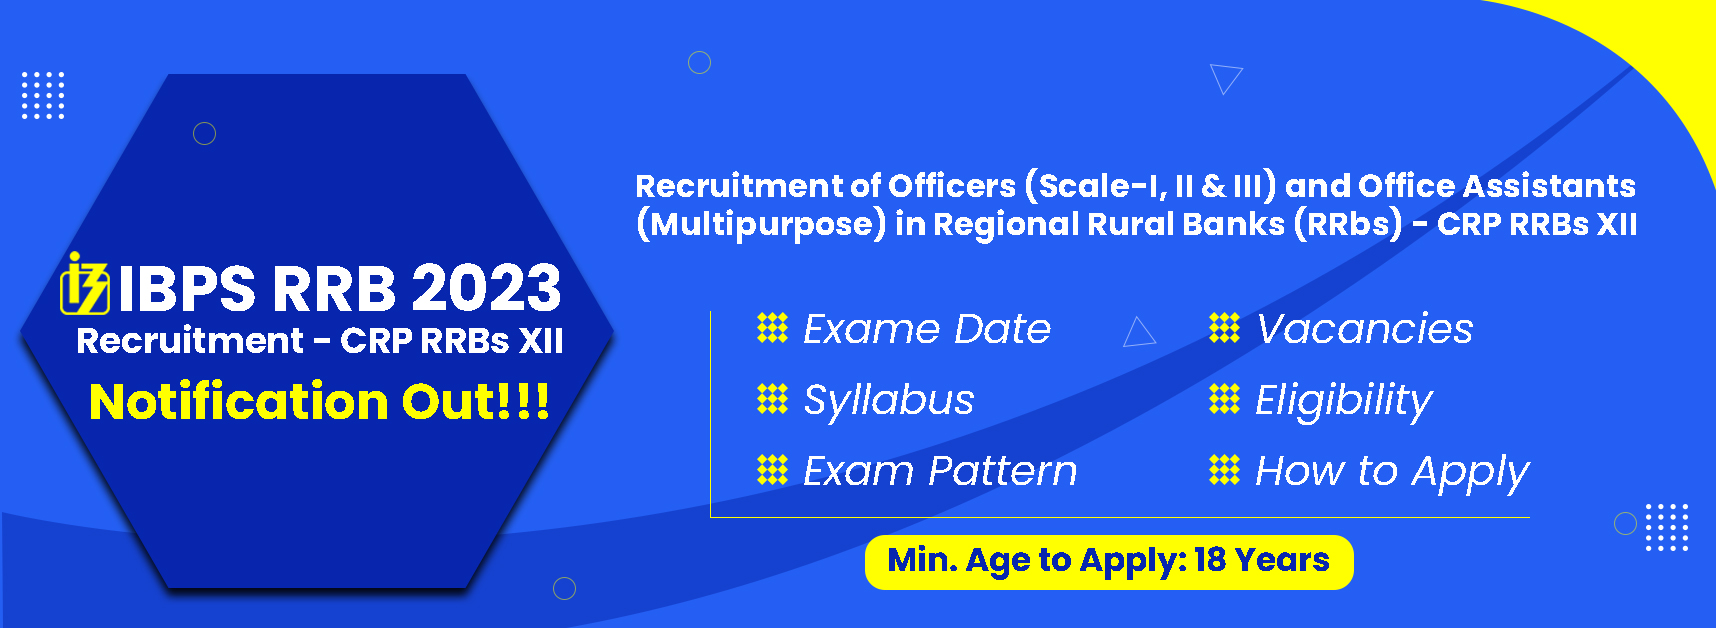 IBPS RRB 2023
Recruitment - CRP RRBs XII
Notification Out!!!
Recruitment of Officers (Scale-I, II & III) and Office Assistants
(Multipurpose) in Regional Rural Banks (RRbs) - CRP RRBs XII
Exame Date
Vacancies
Syllabus
Eligibility
Exam Pattern
How to Apply
Min. Age to Apply: 18 Years